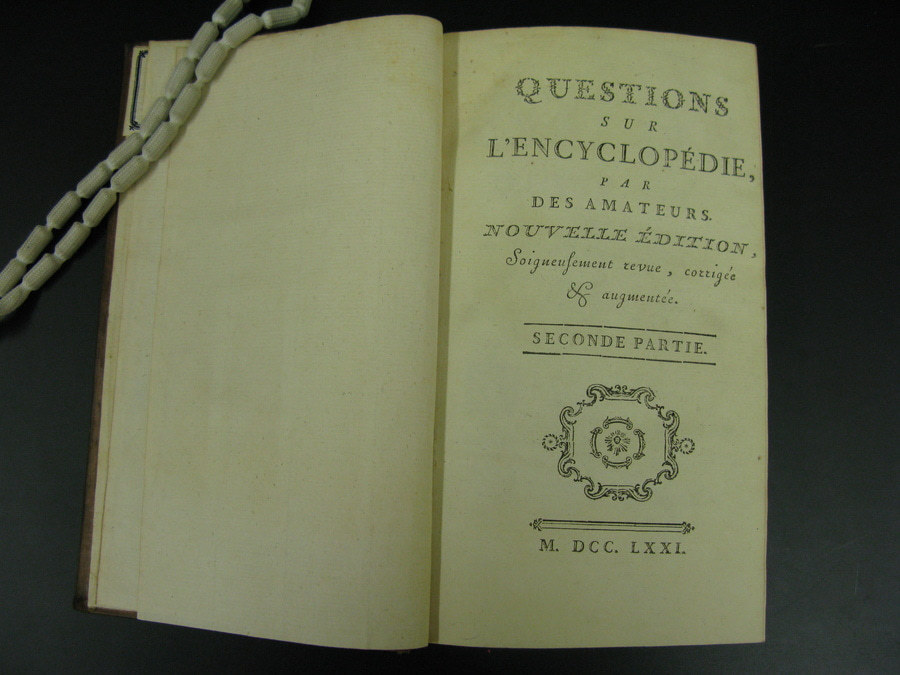 QUESTIONS
SUR
L'ENCYCLOPÉDIE,
PAR
DES AMATEURS.
NOUVELLE ÉDITION,
Soigneuſement revue, corrigée
& augmentée.
SECONDE PARTIE.
M. DCC. LXXI.